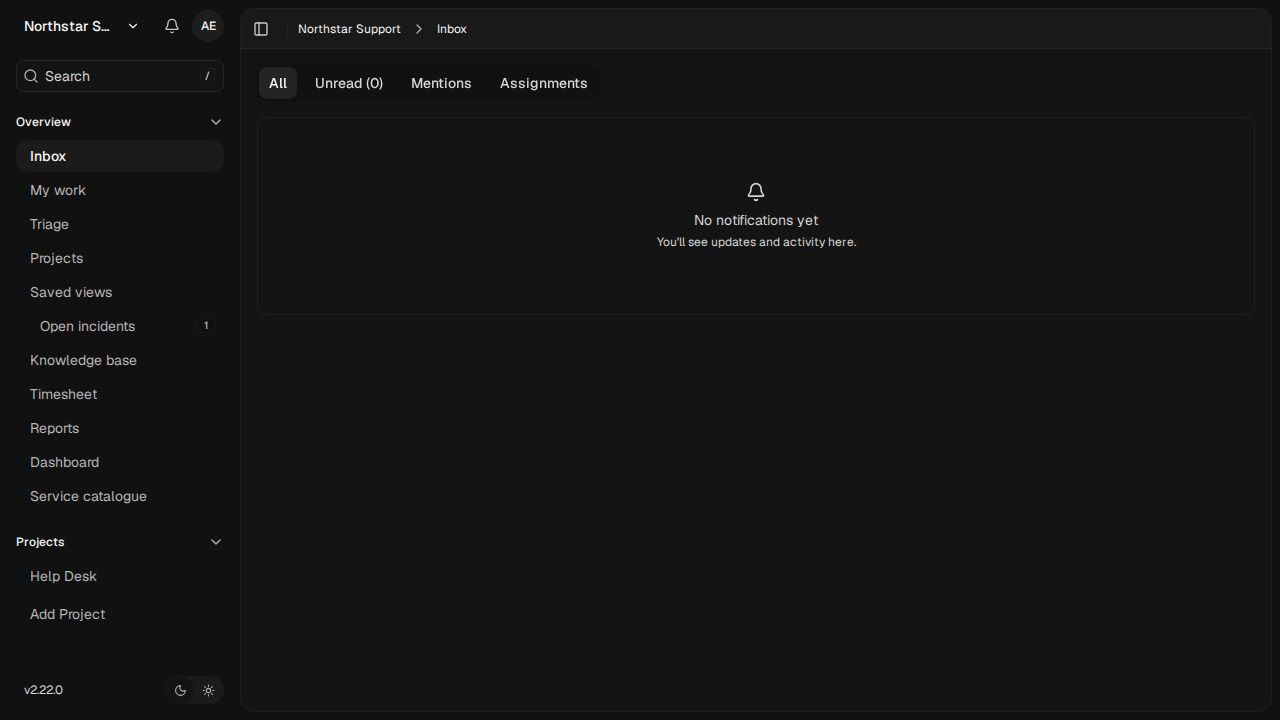 Northstar S...
AE
Search
/
Overview
Inbox
My work
Triage
Projects
Saved views
Open incidents
1
Knowledge base
Timesheet
Reports
Dashboard
Service catalogue
Projects
Help Desk
Add Project
v2.22.0
Northstar Support
Inbox
All
Unread (0)
Mentions
Assignments
No notifications yet
You'll see updates and activity here.